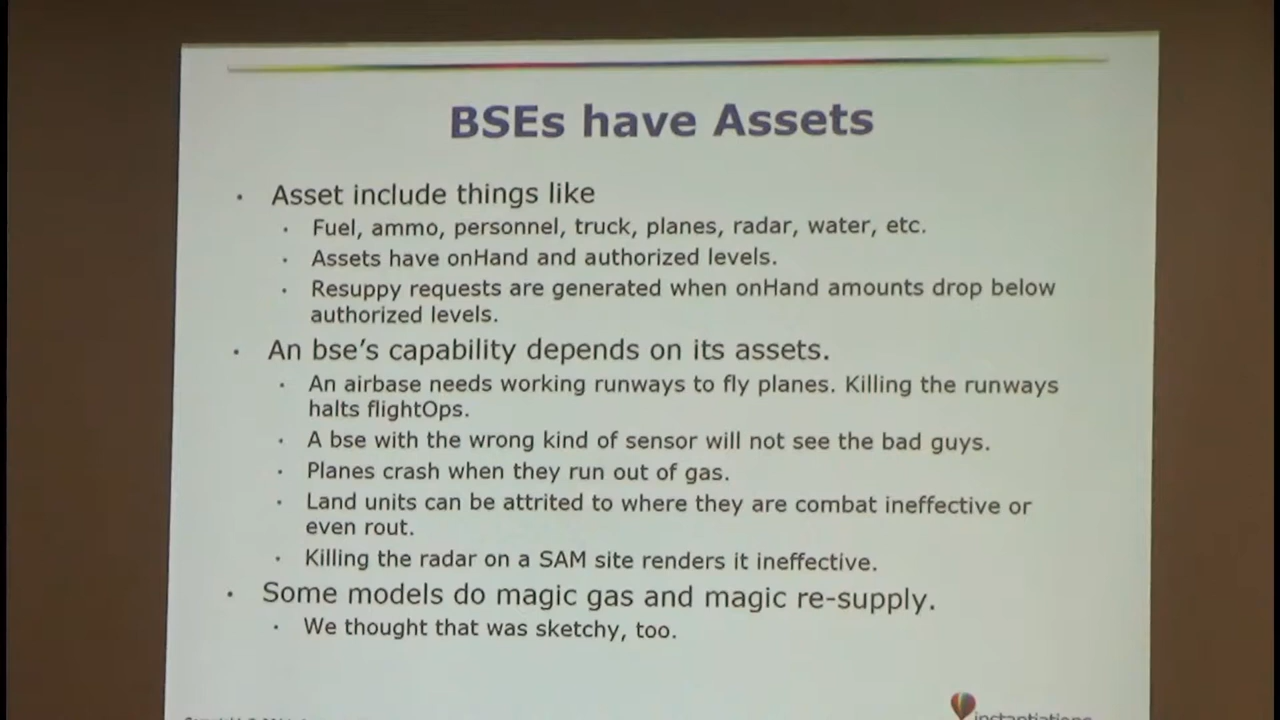 BSEs have Assets
Asset include things like
Fuel, ammo, personnel, truck, planes, radar, water, etc.
Assets have onHand and authorized levels.
Resuppy requests are generated when onHand amounts drop below
authorized levels.
An bse's capability depends on its assets.
An airbase needs working runways to fly planes. Killing the runways
halts flightOps.
A bse with the wrong kind of sensor will not see the bad guys.
Planes crash when they run out of gas.
Land units can be attrited to where they are combat ineffective or
even rout.
Killing the radar on a SAM site renders it ineffective.
Some models do magic gas and magic re-supply.
We thought that was sketchy, too.
instantiations